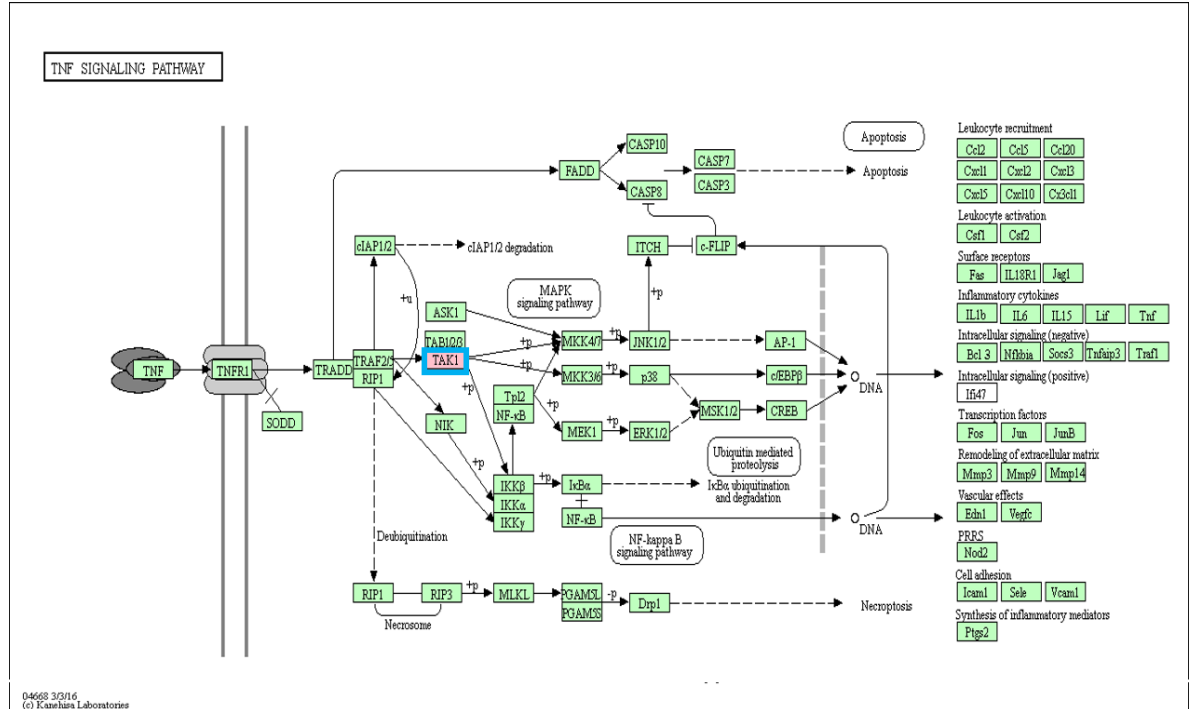 TNF SIGNALING PATHWAY
Apoptosis
CASP10
FADD
CASP7
Apoptosis
CASP8
CASP3
cIAP1/2
cIAP1/2 degradation
ITCH
c-FLIP
+u
MAPK
signaling pathway
+p
ASK1
TAB1/2/3
+p
MKK4/7
+p
JNK1/2
AP-1
TNF
TNFR1
TRADD
TRAF2/5
RIP1
TAK1
+p
+p
MKK3/6
+p
p38
c/EBPβ
DNA
Tpl2
NF-κB
+p
MSK1/2
CREB
SODD
NIK
MEK1
+p
ERK1/2
+p
Ubiquitin mediated
proteolysis
IKKβ
IKKα
IKKγ
+p
IκBα
IκBα ubiquitination
and degradation
NF-κB
DNA
Deubiquitination
NF-kappa B
signaling pathway
RIP1
RIP3
+p
MLKL
PGAM5L
PGAM5S
-p
Drp1
Necroptosis
Necrosome
Leukocyte recruitment
Ccl2 Ccl5 Ccl20
Cxcl1 Cxcl2 Cxcl3
Cxcl5 Cxcl10 Cx3cl1
Leukocyte activation
Csf1 Csf2
Surface receptors
Fas IL18R1 Jag1
Inflammatory cytokines
IL1b IL6 IL15 Lif Tnf
Intracellular signaling (negative)
Bcl3 Nfkbia Socs3 Tnfaip3 Traf1
Intracellular signaling (positive)
Ifi47
Transcription factors
Fos Jun JunB
Remodeling of extracellular matrix
Mmp3 Mmp9 Mmp14
Vascular effects
Edn1 Vegfc
PRRS
Nod2
Cell adhesion
Icam1 Sele Vcam1
Synthesis of inflammatory mediators
Ptgs2
04668 3/3/16
(c) Kanehisa Laboratories